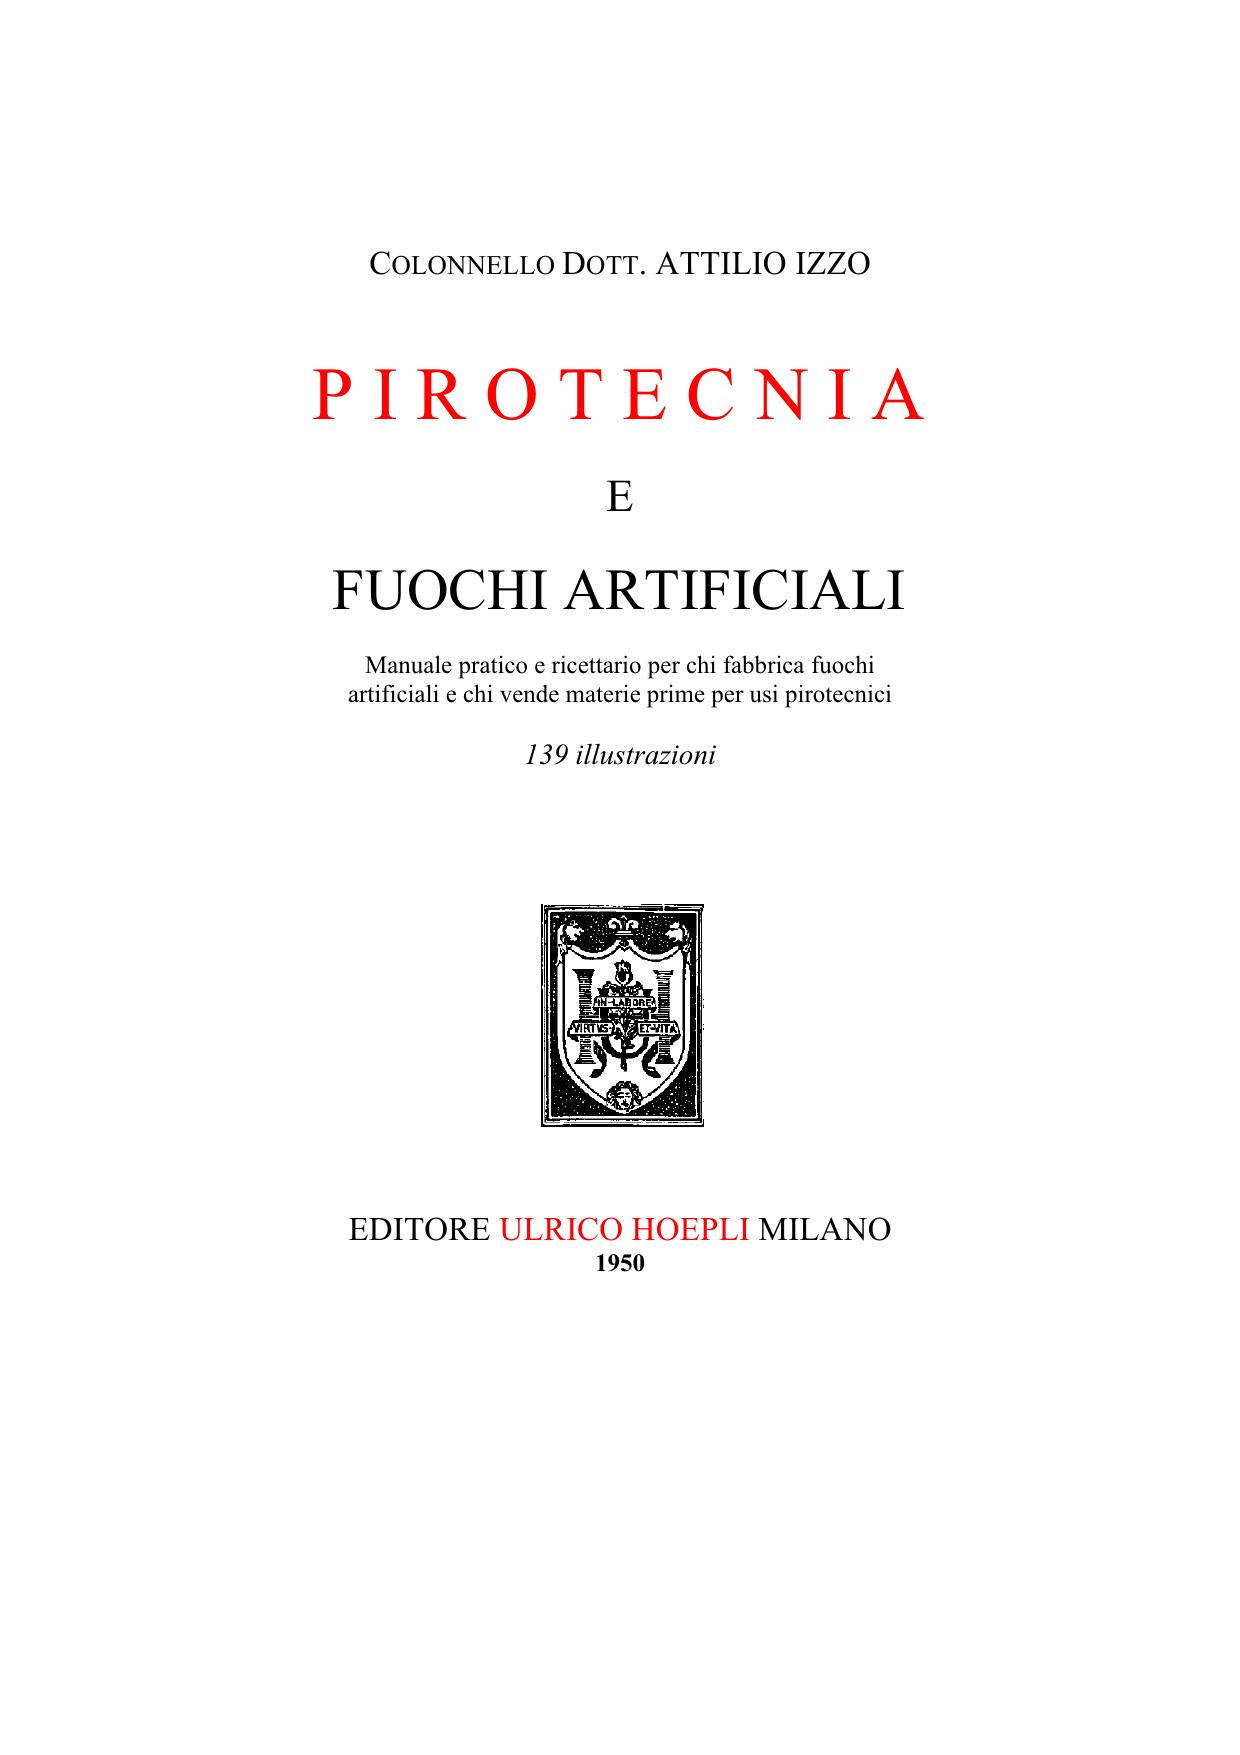 COLONNELLO DOTT. ATTILIO IZZO
PIROTECNIA
E
FUOCHI ARTIFICIALI
Manuale pratico e ricettario per chi fabbrica fuochi
artificiali e chi vende materie prime per usi pirotecnici
139 illustrazioni
IN-LABORE
VIRTVS ET-VITA
EDITORE ULRICO HOEPLI MILANO
1950